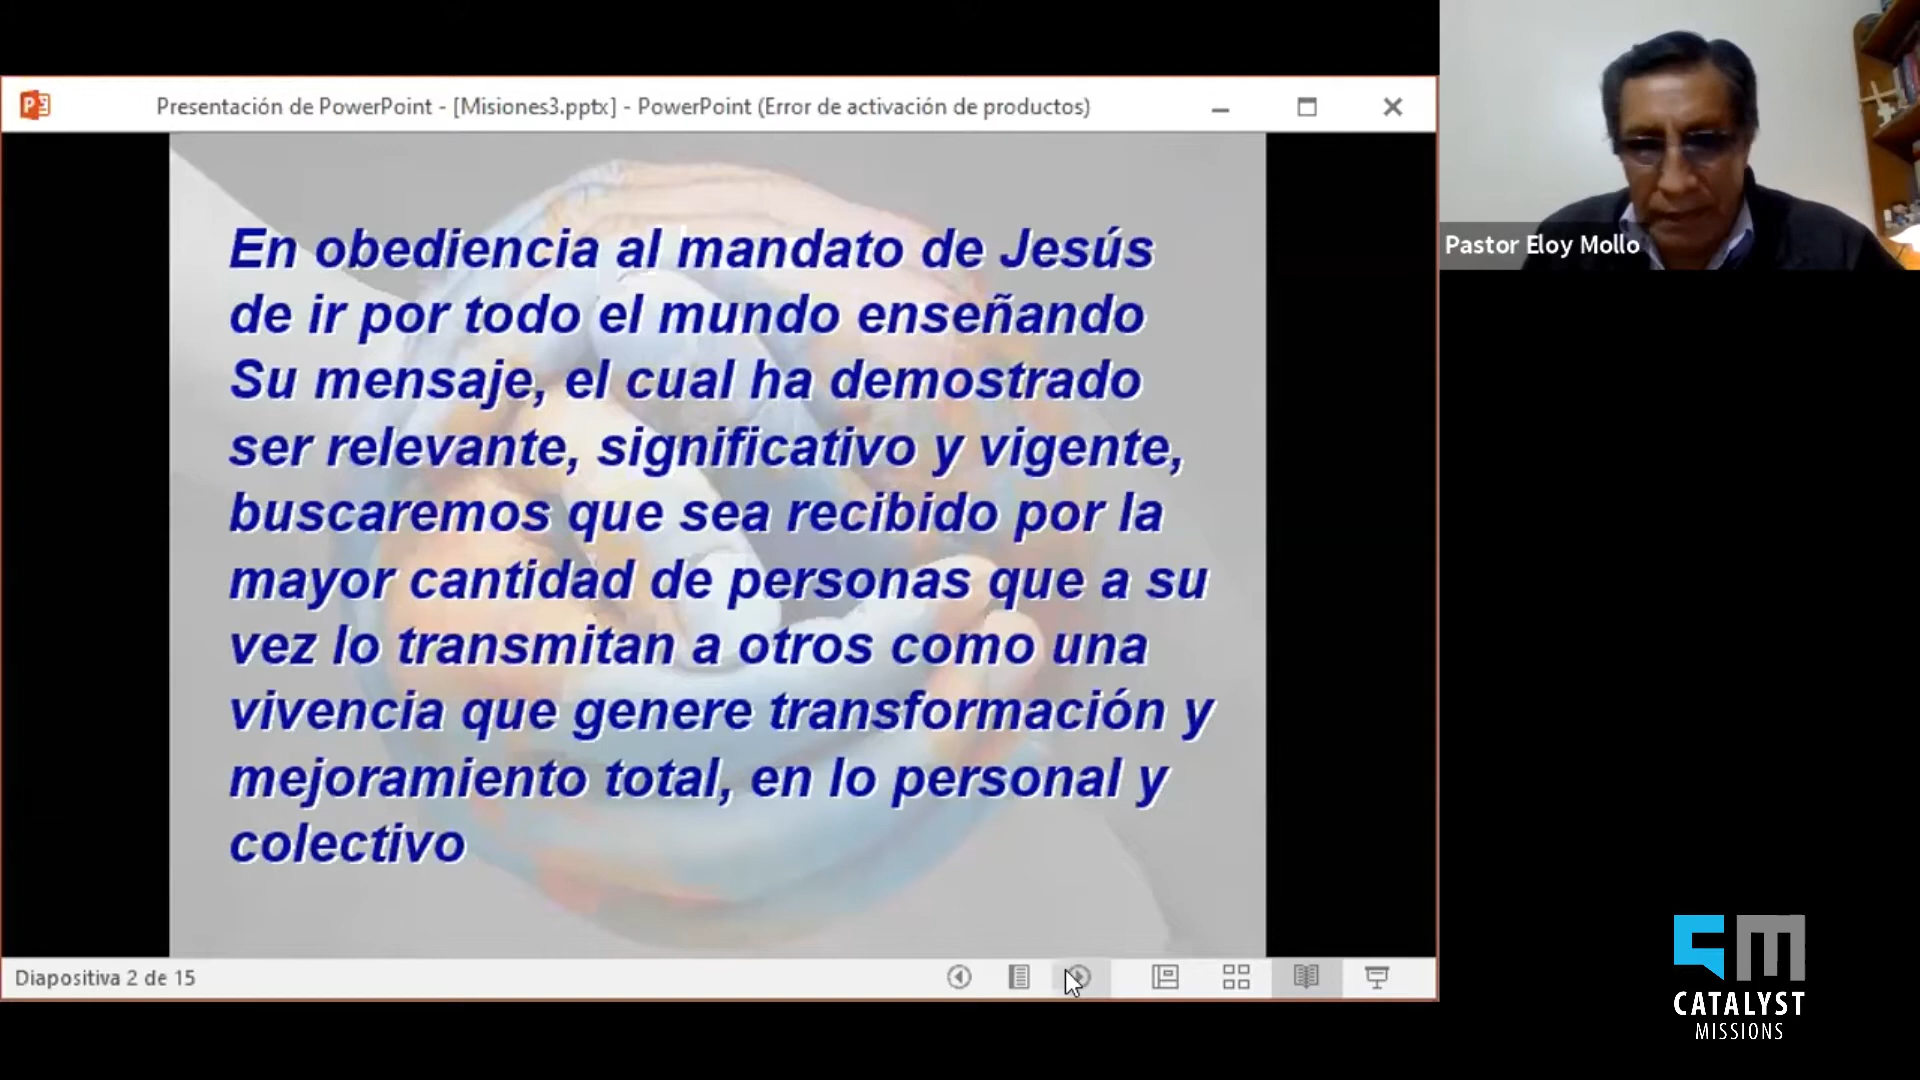 Presentación de PowerPoint - [Misiones3.pptx] - PowerPoint (Error de activación de productos)
En obediencia al mandato de Jesús
de ir por todo el mundo enseñando
Su mensaje, el cual ha demostrado
ser relevante, significativo y vigente,
buscaremos que sea recibido por la
mayor cantidad de personas que a su
vez lo transmitan a otros como una
vivencia que genere transformación y
mejoramiento total, en lo personal y
colectivo
Diapositiva 2 de 15
Pastor Eloy Mollo
CATALYST
MISSIONS